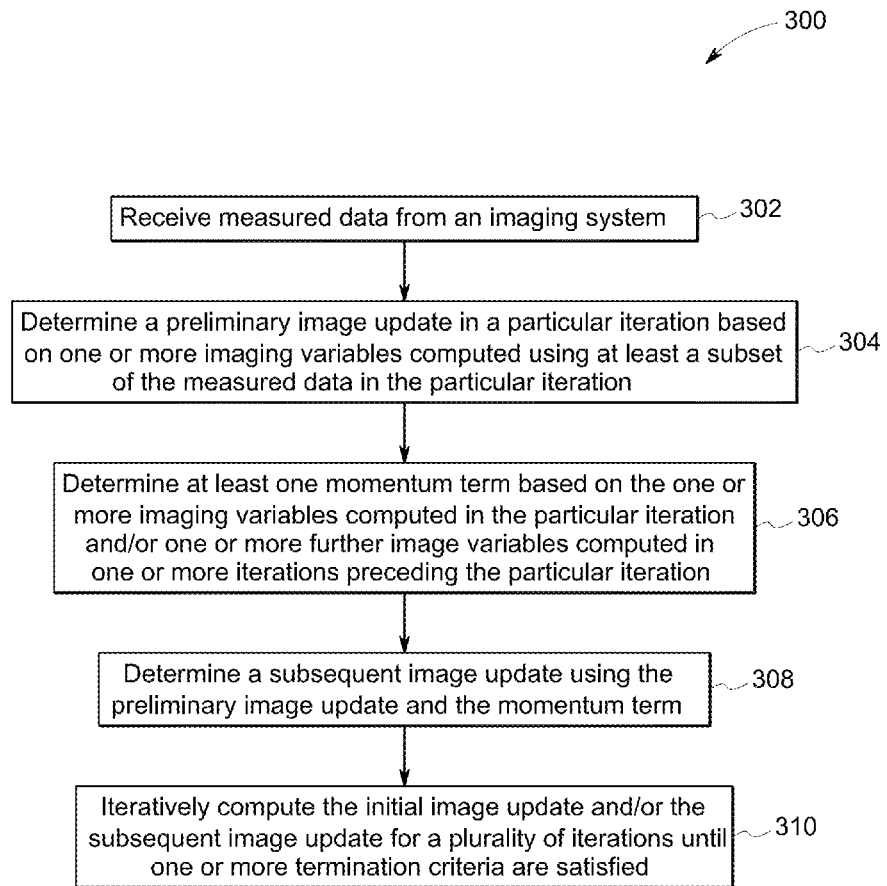 300
Receive measured data from an imaging system
302
Determine a preliminary image update in a particular iteration based
on one or more imaging variables computed using at least a subset
of the measured data in the particular iteration
304
Determine at least one momentum term based on the one or
more imaging variables computed in the particular iteration
and/or one or more further image variables computed in
one or more iterations preceding the particular iteration
306
Determine a subsequent image update using the
preliminary image update and the momentum term
308
Iteratively compute the initial image update and/or the
subsequent image update for a plurality of iterations until
one or more termination criteria are satisfied
310